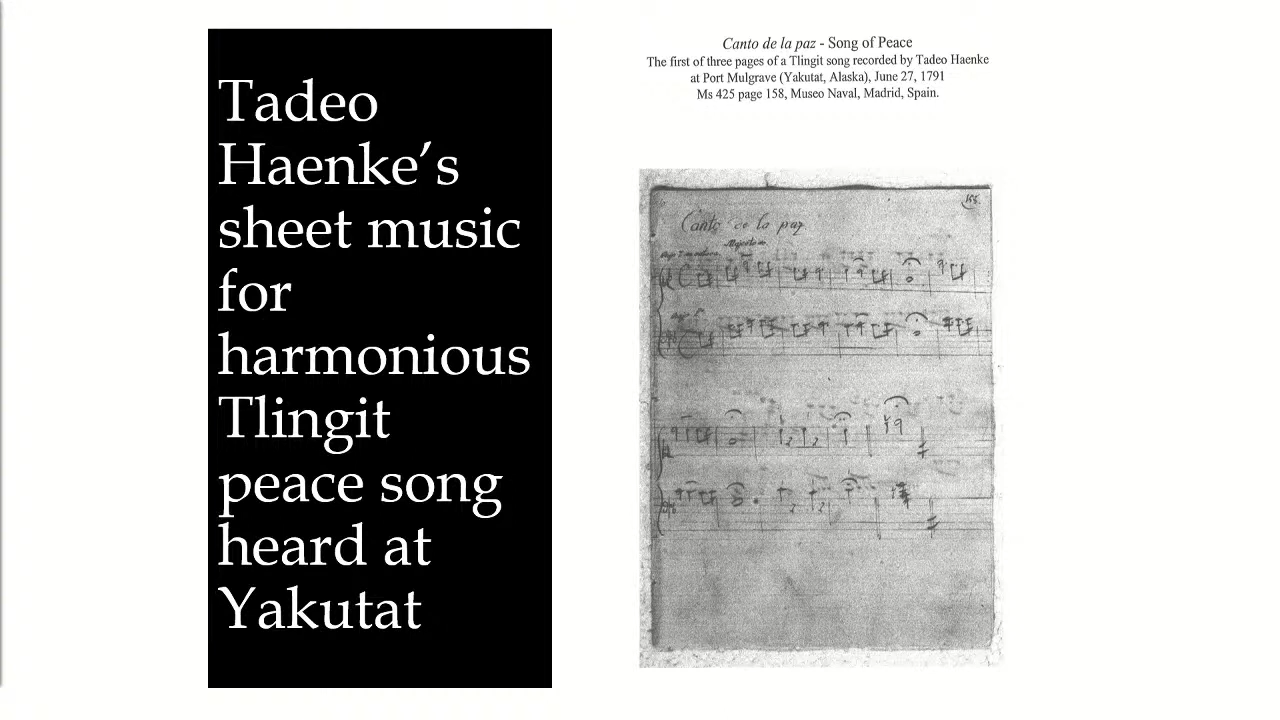 Tadeo
Haenke’s
sheet music
for
harmonious
Tlingit
peace song
heard at
Yakutat
Canto de la paz - Song of Peace
The first of three pages of a Tlingit song recorded by Tadeo Haenke
at Port Mulgrave (Yakutat, Alaska), June 27, 1791
Ms 425 page 158, Museo Naval, Madrid, Spain.
Canto de la paz